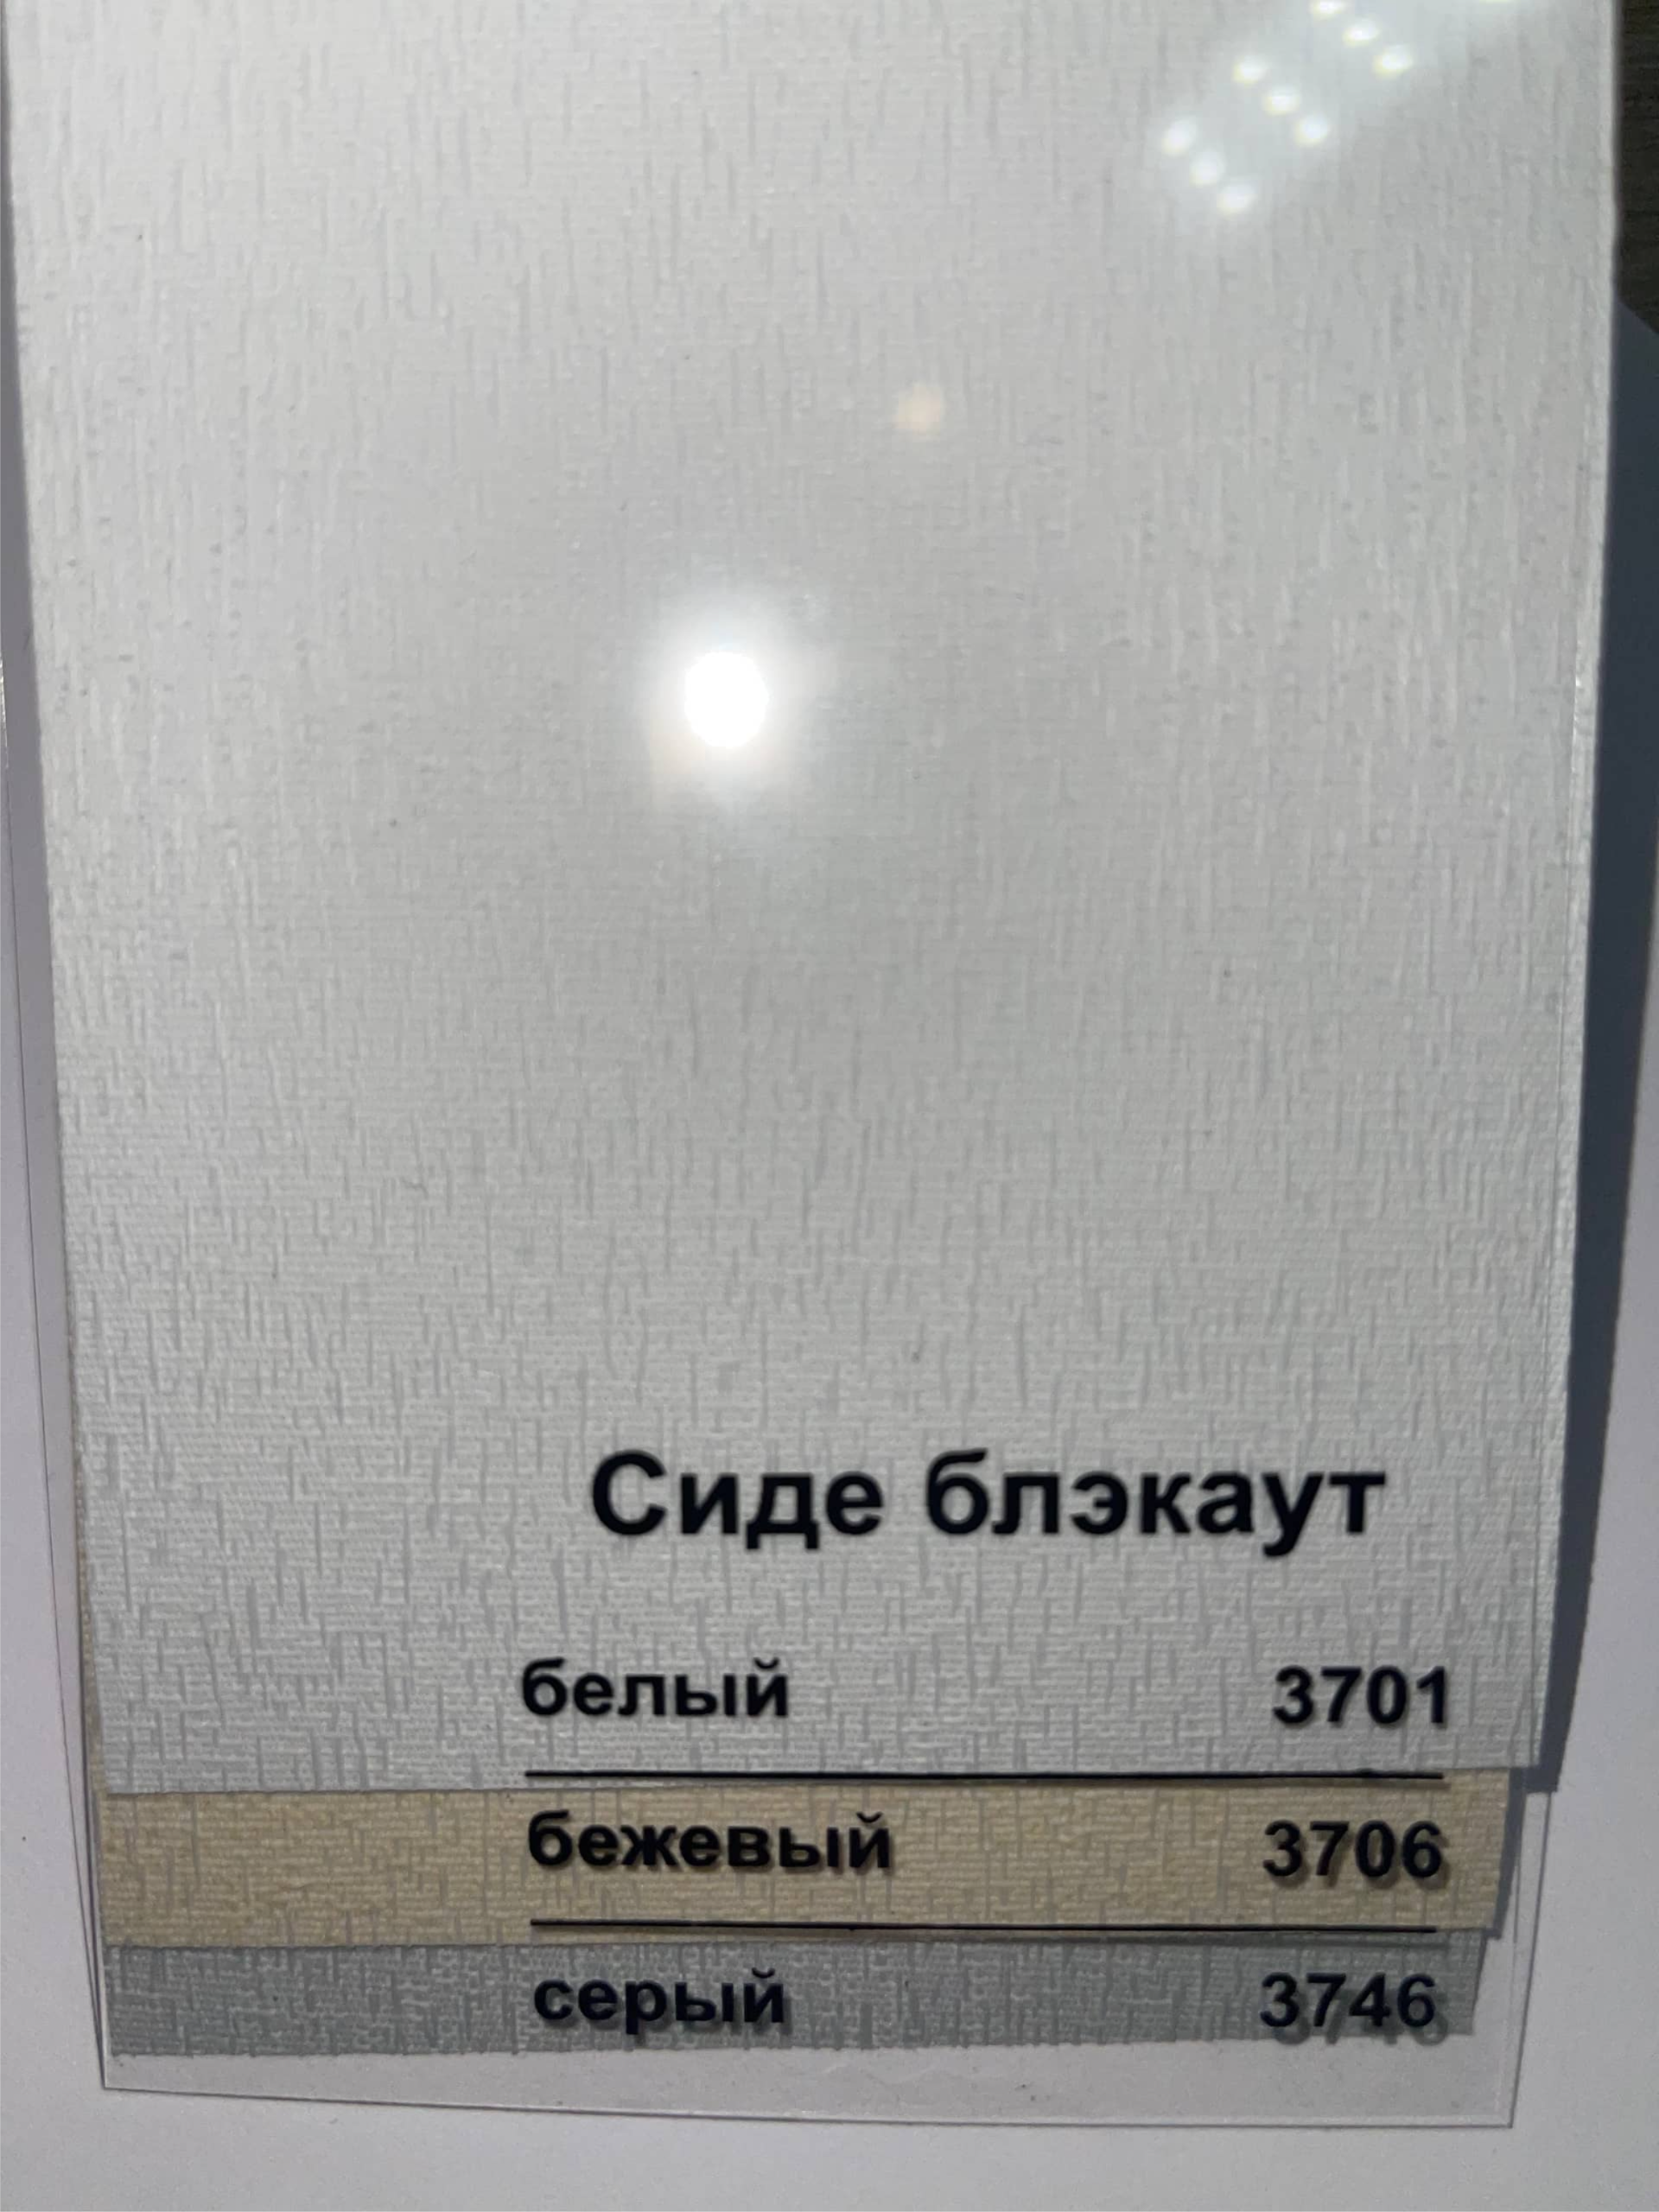 Сиде блэкаут
белый 3701
бежевый 3706
серый 3746